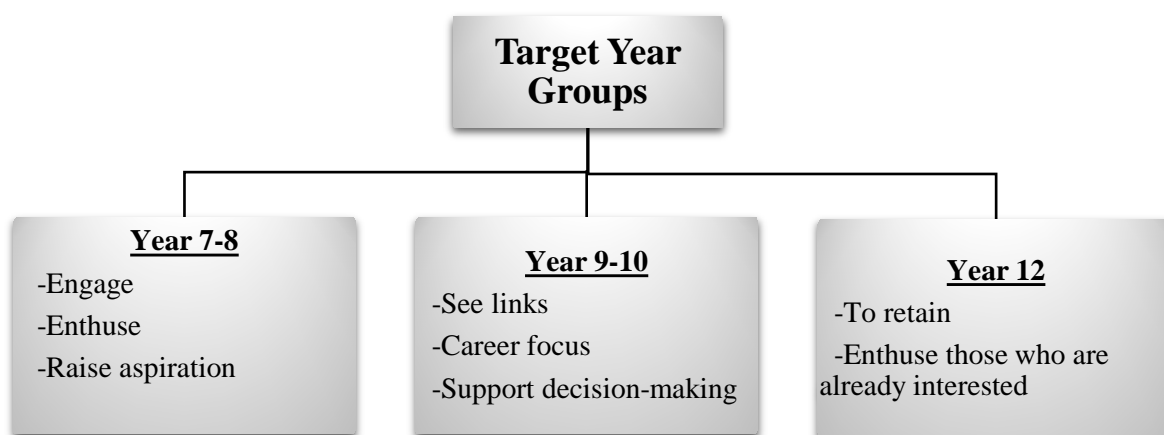 Target Year
Groups
Year 7-8
-Engage
-Enthuse
-Raise aspiration
Year 9-10
-See links
-Career focus
-Support decision-making
Year 12
-To retain
-Enthuse those who are
already interested